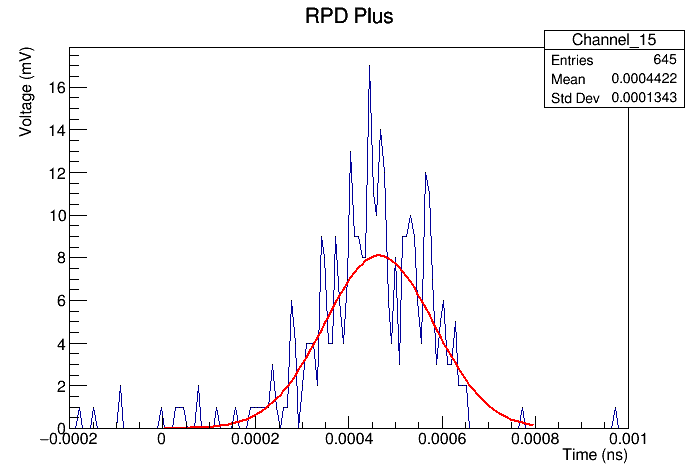 RPD Plus
Channel_15
Entries 645
Mean 0.0004422
Std Dev 0.0001343
Voltage (mV)
16
14
12
10
8
6
4
2
0
−0.0002 0 0.0002 0.0004 0.0006 0.0008 0.001
Time (ns)